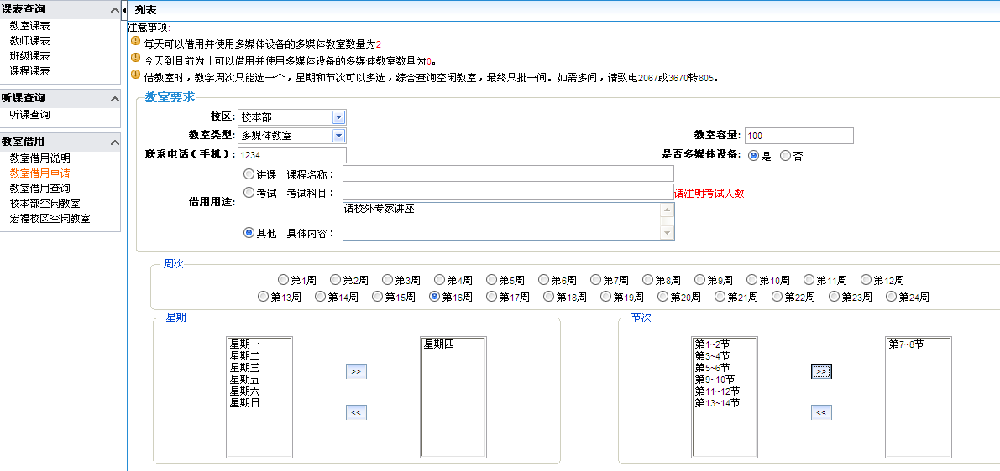 课表查询
教室课表
教师课表
班级课表
课程课表
听课查询
听课查询
教室借用
教室借用说明
教室借用申请
教室借用查询
校本部空闲教室
宏福校区空闲教室
列表
注意事项:
每天可以借用并使用多媒体设备的多媒体教室数量为2
今天到目前为止可以借用并使用多媒体设备的多媒体教室数量为0。
借教室时，教学周次只能选一个，星期和节次可以多选，综合查询空闲教室，最终只批一间。如需多间，请致电2067或3670转805。
教室要求
校区: 校本部
教室类型: 多媒体教室 教室容量: 100
联系电话(手机): 1234 是否多媒体设备: 是 否
借用用途:
讲课 课程名称：
考试 考试科目： 请注明考试人数
请校外专家讲座
其他 具体内容：
周次
第1周 第2周 第3周 第4周 第5周 第6周 第7周 第8周 第9周 第10周 第11周 第12周
第13周 第14周 第15周 第16周 第17周 第18周 第19周 第20周 第21周 第22周 第23周 第24周
星期
星期一
星期二
星期三
星期五
星期六
星期日
>>
<<
星期四
节次
第1~2节
第3~4节
第5~6节
第9~10节
第11~12节
第13~14节
>>
<<
第7~8节